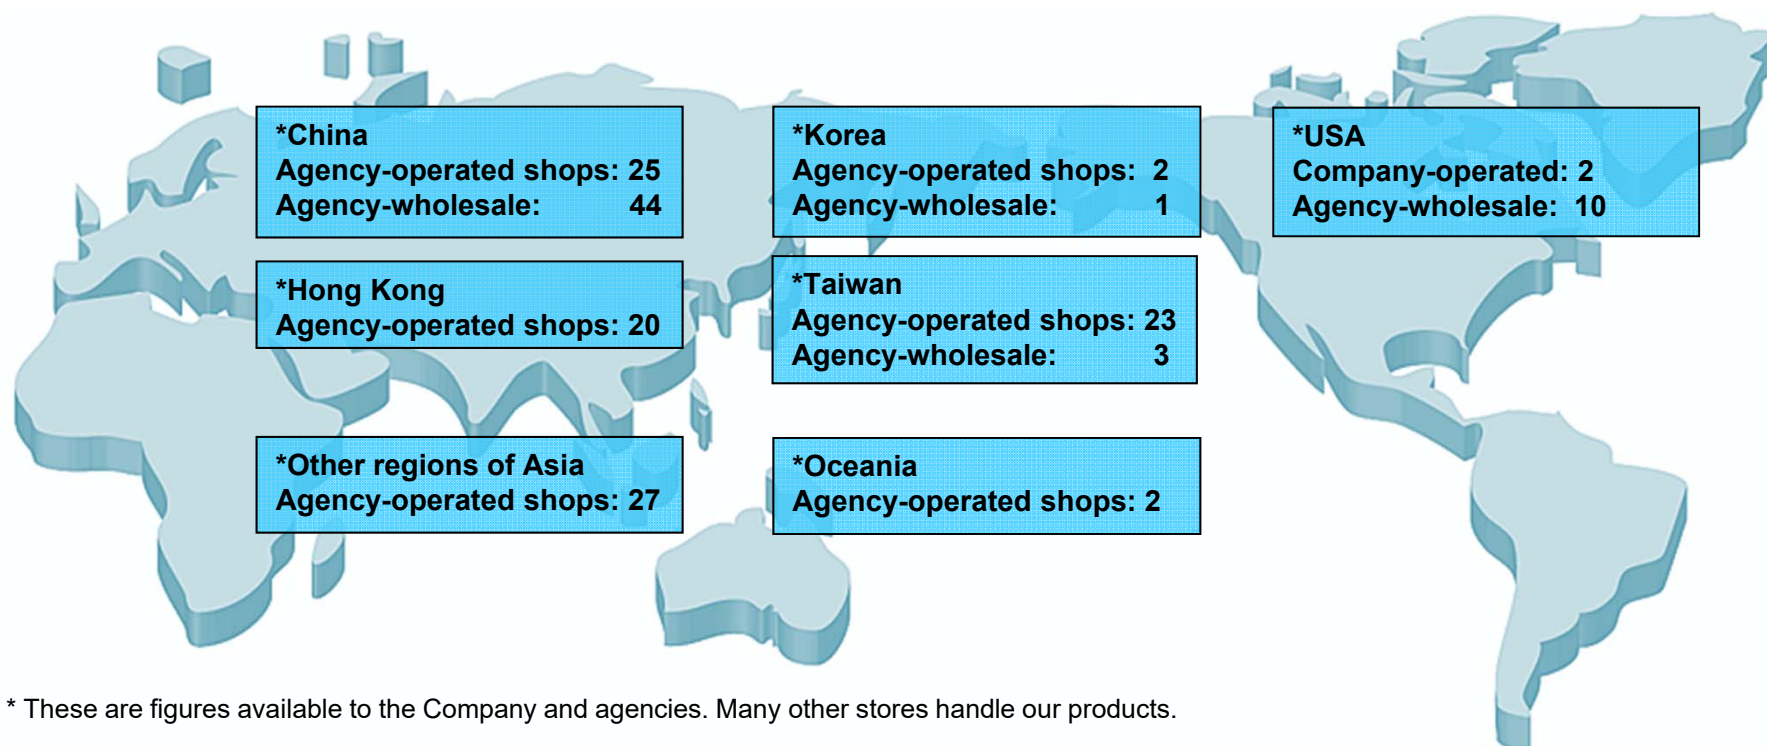 *China
Agency-operated shops: 25
Agency-wholesale: 44
*Korea
Agency-operated shops: 2
Agency-wholesale: 1
*USA
Company-operated: 2
Agency-wholesale: 10
*Hong Kong
Agency-operated shops: 20
*Taiwan
Agency-operated shops: 23
Agency-wholesale: 3
*Other regions of Asia
Agency-operated shops: 27
*Oceania
Agency-operated shops: 2
* These are figures available to the Company and agencies. Many other stores handle our products.